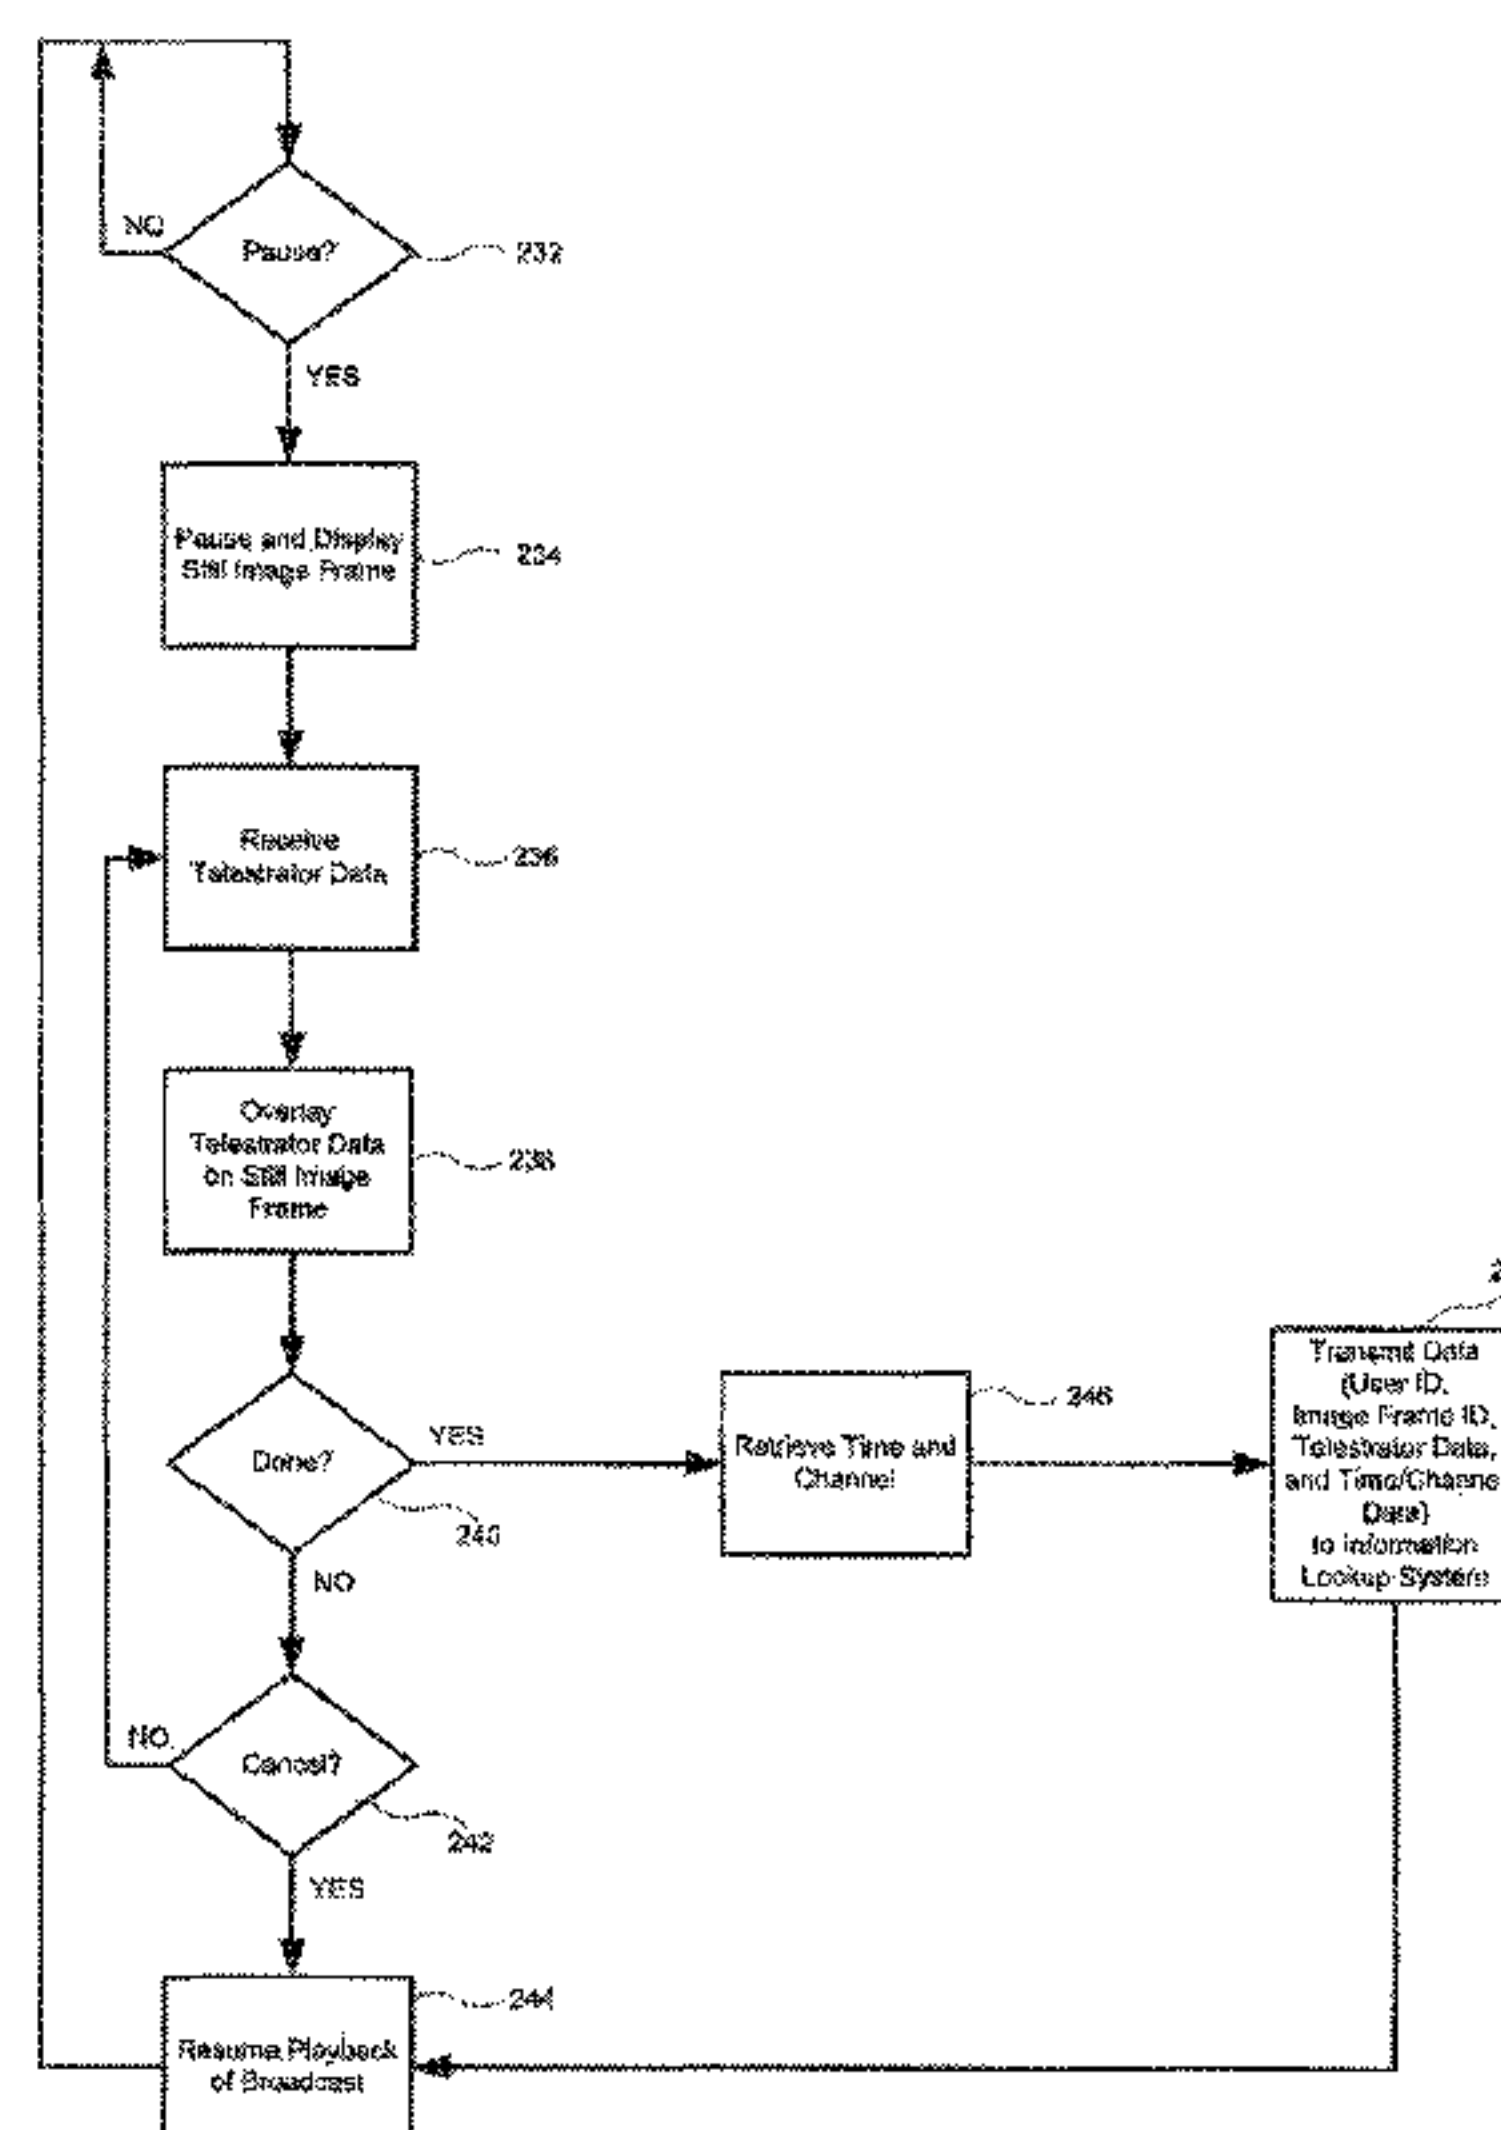 NO
Pause?
232
YES
Pause and Display
Still Image Frame
234
Receive
Telestrator Data
236
Overlay
Telestrator Data
on Still Image
Frame
238
Done?
YES
240
NO
Retrieve Time and
Channel
246
Transmit Data
(User ID,
Image Frame ID,
Telestrator Data,
and Time/Channe
Data)
to Information
Lookup System
NO
Cancel?
242
YES
244
Resume Playback
of Broadcast